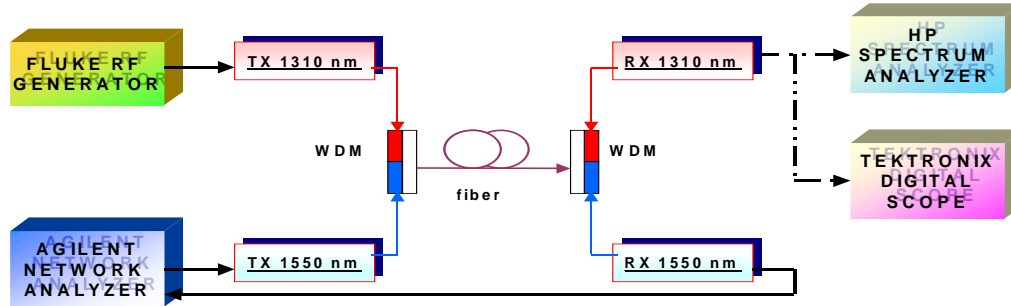 FLUKE RF
GENERATOR
TX 1310 nm
RX 1310 nm
HP
SPECTRUM
ANALYZER
WDM
fiber
WDM
TEKTRONIX
DIGITAL
SCOPE
AGILENT
NETWORK
ANALYZER
TX 1550 nm
RX 1550 nm